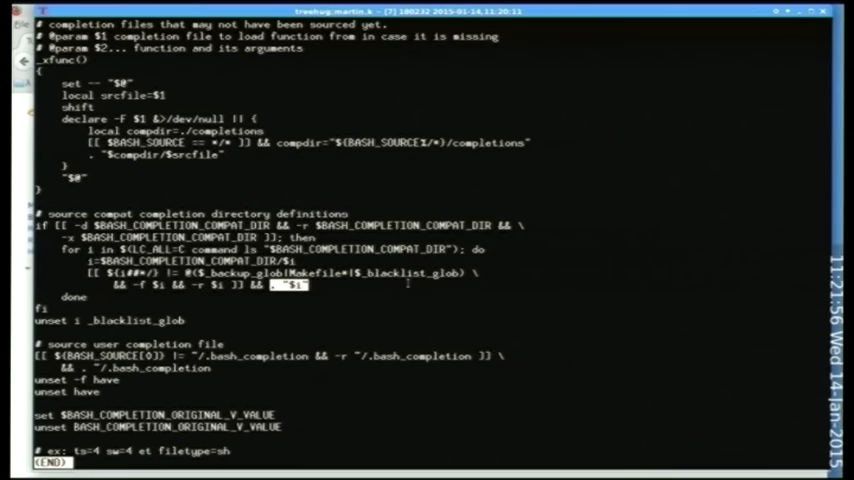 treehug:martin.k - [7] 180232 2015-01-14,11:20:11
# completion files that may not have been sourced yet.
# @param $1 completion file to load function from in case it is missing
# @param $2... function and its arguments
_xfunc()
{
set -- "$@"
local srcfile=$1
shift
declare -F $1 &>/dev/null || {
local compdir=./completions
[[ $BASH_SOURCE == */* ]] && compdir="${BASH_SOURCE%/*}/completions"
. "$compdir/$srcfile"
}
"$@"
}
# source compat completion directory definitions
if [[ -d $BASH_COMPLETION_COMPAT_DIR && -r $BASH_COMPLETION_COMPAT_DIR && \
-x $BASH_COMPLETION_COMPAT_DIR ]]; then
for i in $(LC_ALL=C command ls "$BASH_COMPLETION_COMPAT_DIR"); do
i=$BASH_COMPLETION_COMPAT_DIR/$i
[[ ${i##*/} != @($_backup_glob|Makefile*|$_blacklist_glob) \
&& -f $i && -r $i ]] && . "$i"
done
fi
unset i _blacklist_glob
# source user completion file
[[ ${BASH_SOURCE[0]} != ~/.bash_completion && -r ~/.bash_completion ]] \
&& . ~/.bash_completion
unset -f have
unset have
set $BASH_COMPLETION_ORIGINAL_V_VALUE
unset BASH_COMPLETION_ORIGINAL_V_VALUE
# ex: ts=4 sw=4 et filetype=sh
(END)
11:21:56 Wed 14-Jan-2015